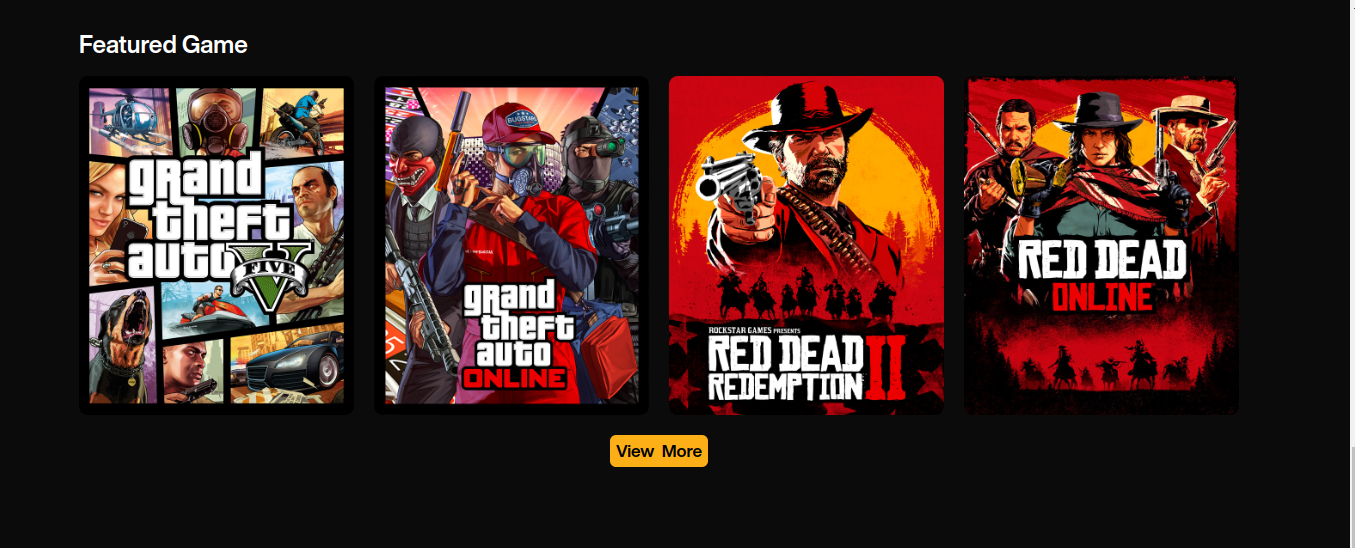 Featured Game
grand
theft
auto V
FIVE
BUGSTARS
grand
theft
auto
ONLINE
ROCKSTAR GAMES PRESENTS
RED DEAD
REDEMPTION II
RED DEAD
ONLINE
View More